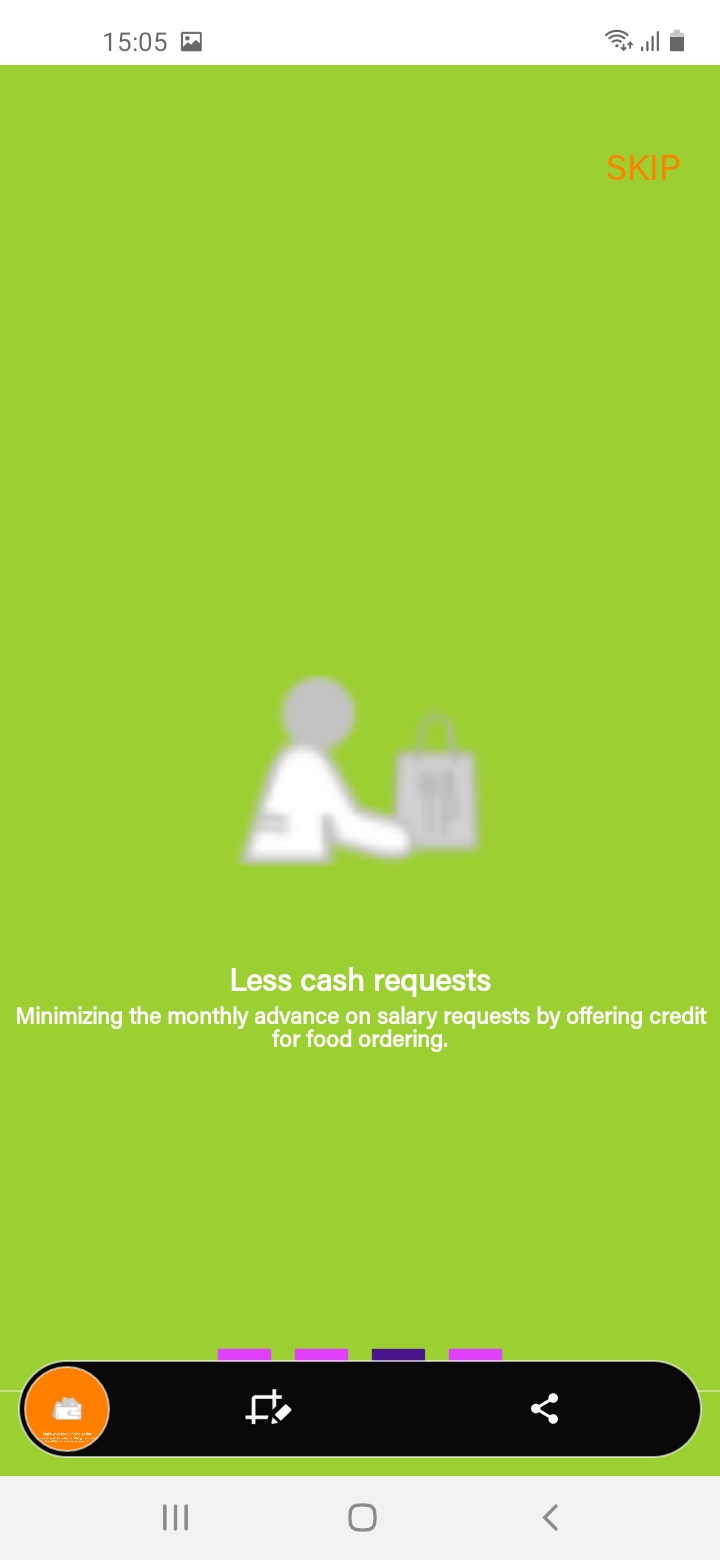 15:05
SKIP
Less cash requests
Minimizing the monthly advance on salary requests by offering credit
for food ordering.